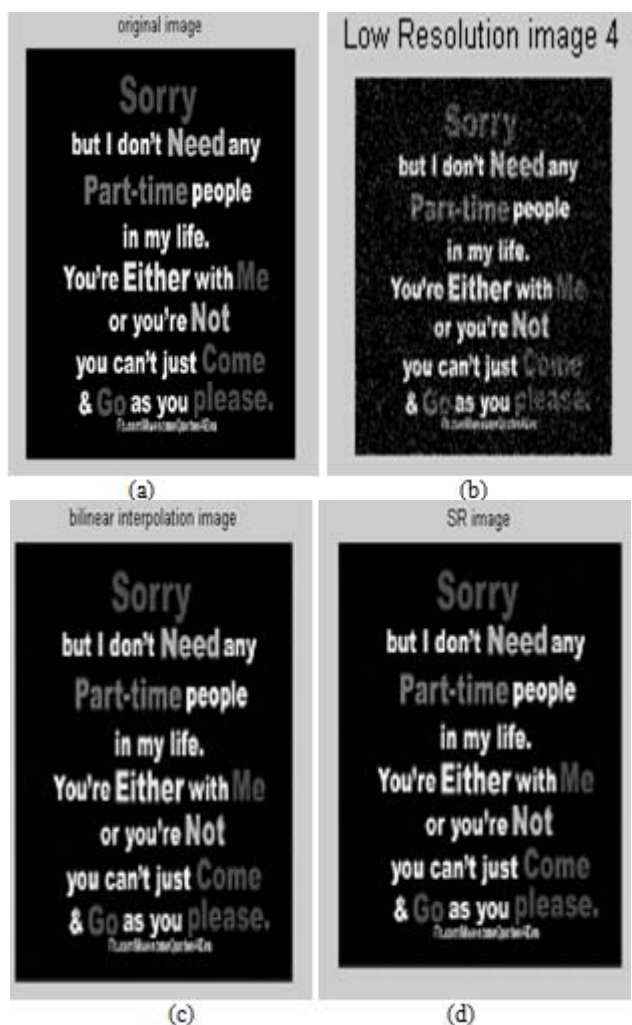 original image
Sorry
but I don't Need any
Part-time people
in my life.
You're Either with Me
or you're Not
you can't just Come
& Go as you please.
(a)
Low Resolution image 4
Sorry
but I don't Need any
Part-time people
in my life.
You're Either with Me
or you're Not
you can't just Come
& Go as you please.
(b)
bilinear interpolation image
Sorry
but I don't Need any
Part-time people
in my life.
You're Either with Me
or you're Not
you can't just Come
& Go as you please.
(c)
SR image
Sorry
but I don't Need any
Part-time people
in my life.
You're Either with Me
or you're Not
you can't just Come
& Go as you please.
(d)